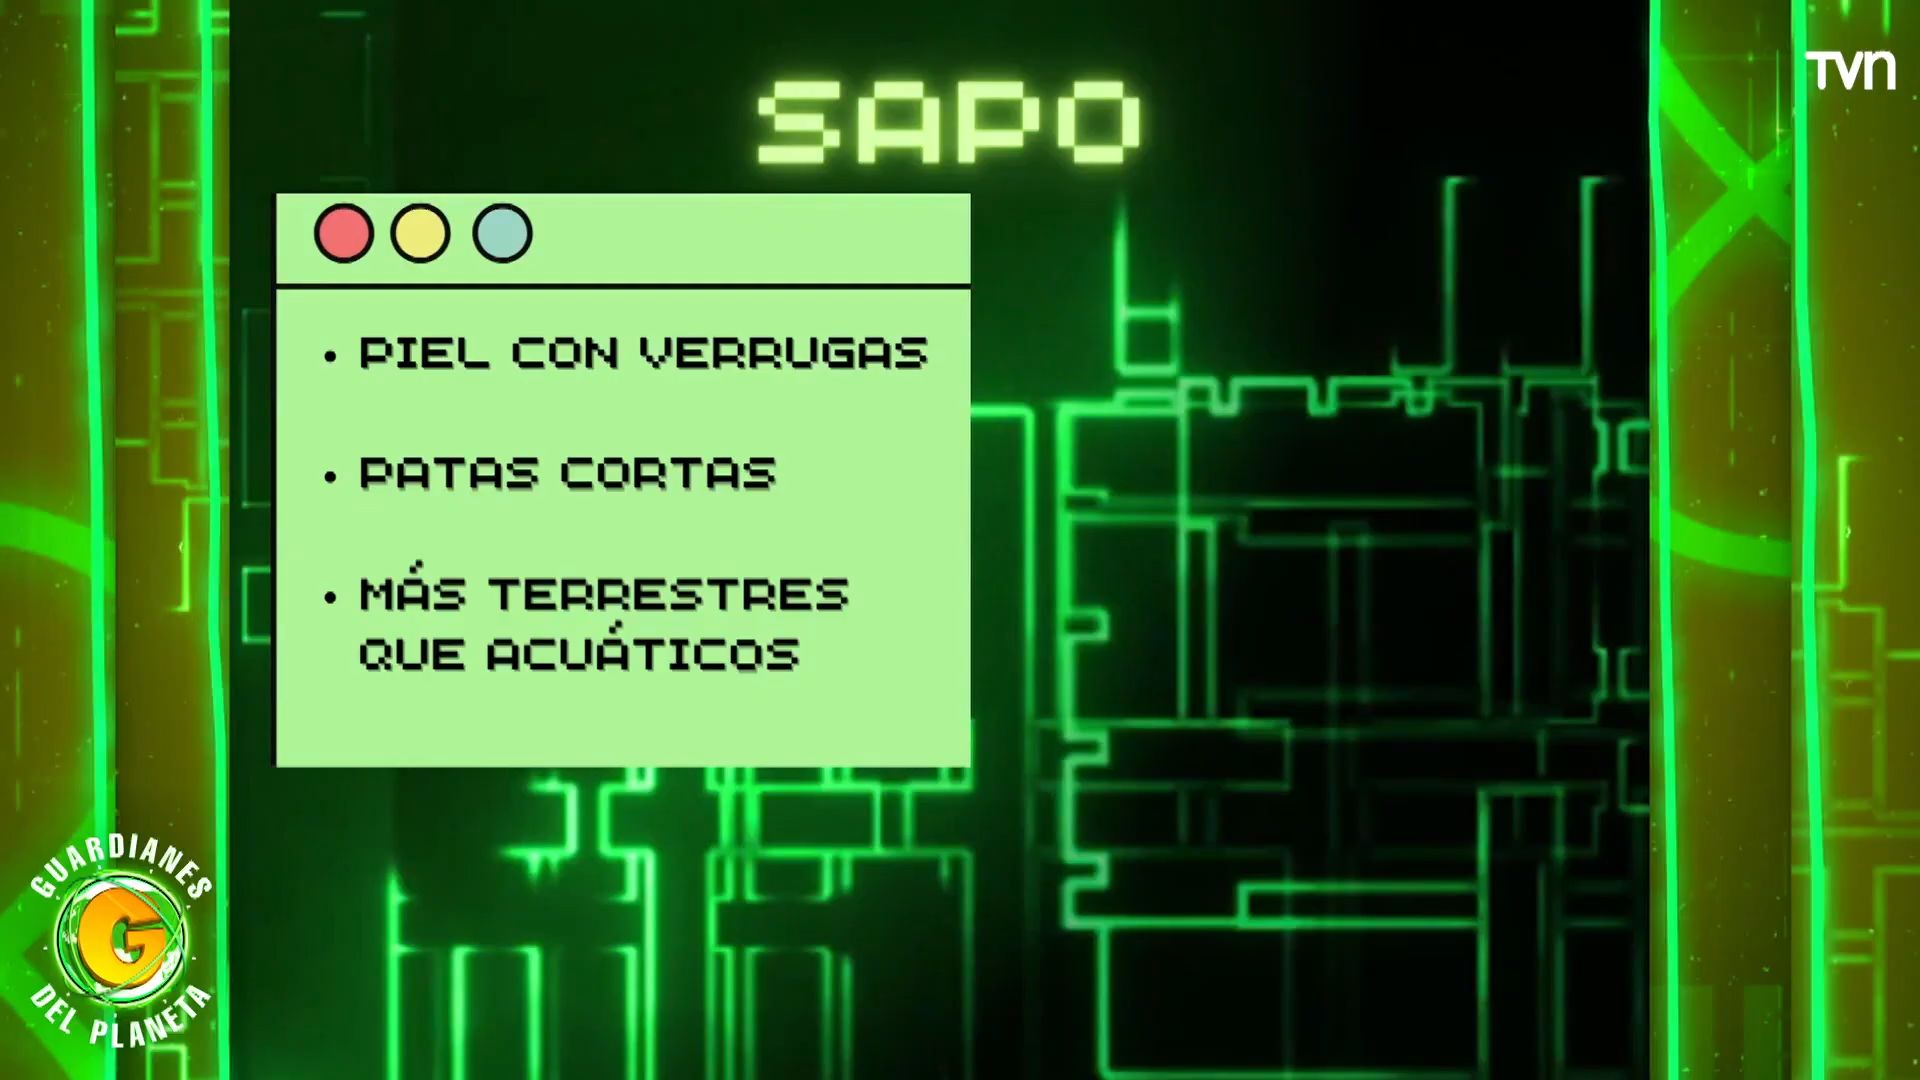 SAPO
TVN
• PIEL CON VERRUGAS
• PATAS CORTAS
• MÁS TERRESTRES
QUE ACUÁTICOS
GUARDIANES
G
DEL PLANETA